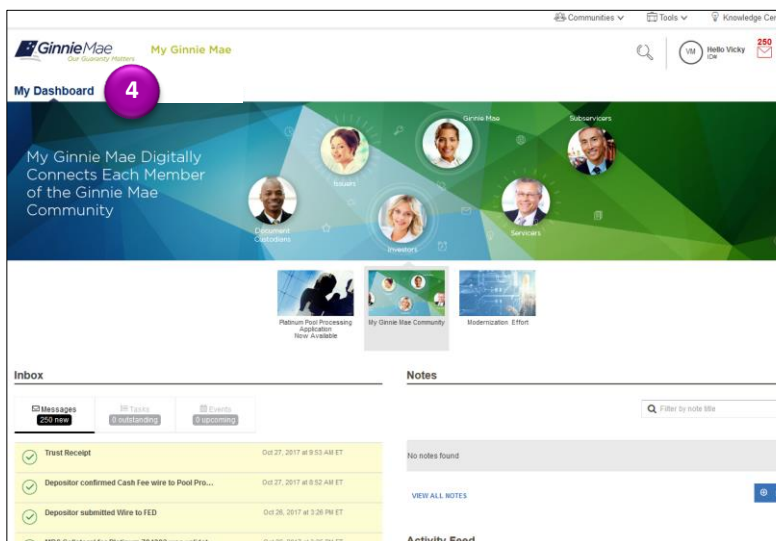 Communities
Tools
Knowledge Cen
GinnieMae
Our Guaranty Matters
My Ginnie Mae
VM
Hello Vicky
250
My Dashboard
4
My Ginnie Mae Digitally
Connects Each Member
of the Ginnie Mae
Community
Issuers
Ginnie Mae
Subservicers
Document
Custodians
Investors
Servicers
Platinum Pool Processing
Application
Now Available
My Ginnie Mae Community
Modernization Effort
Inbox
Messages
250 new
Tasks
0 outstanding
Events
0 upcoming
Trust Receipt
Oct 27, 2017 at 9:53 AM ET
Depositor confirmed Cash Fee wire to Pool Pro...
Oct 27, 2017 at 8:52 AM ET
Depositor submitted Wire to FED
Oct 26, 2017 at 3:26 PM ET
Notes
Filter by note title
No notes found
VIEW ALL NOTES
Activity Feed